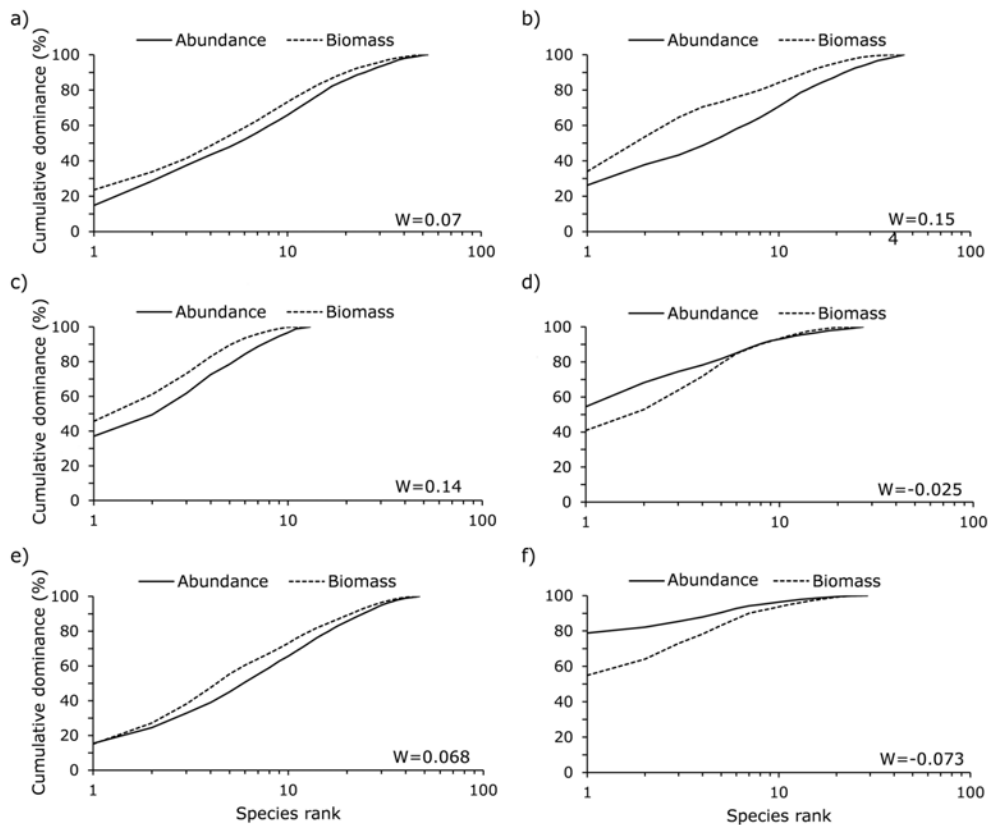 a)
Abundance Biomass
Cumulative dominance (%)
100
80
60
40
20
0
W=0.07
1 10 100
b)
Abundance Biomass
100
80
60
40
20
0
W=0.15
4
1 10 100
c)
Abundance Biomass
Cumulative dominance (%)
100
80
60
40
20
0
W=0.14
1 10 100
d)
Abundance Biomass
100
80
60
40
20
0
W=-0.025
1 10 100
e)
Abundance Biomass
Cumulative dominance (%)
100
80
60
40
20
0
W=0.068
1 10 100
Species rank
f)
Abundance Biomass
100
80
60
40
20
0
W=-0.073
1 10 100
Species rank